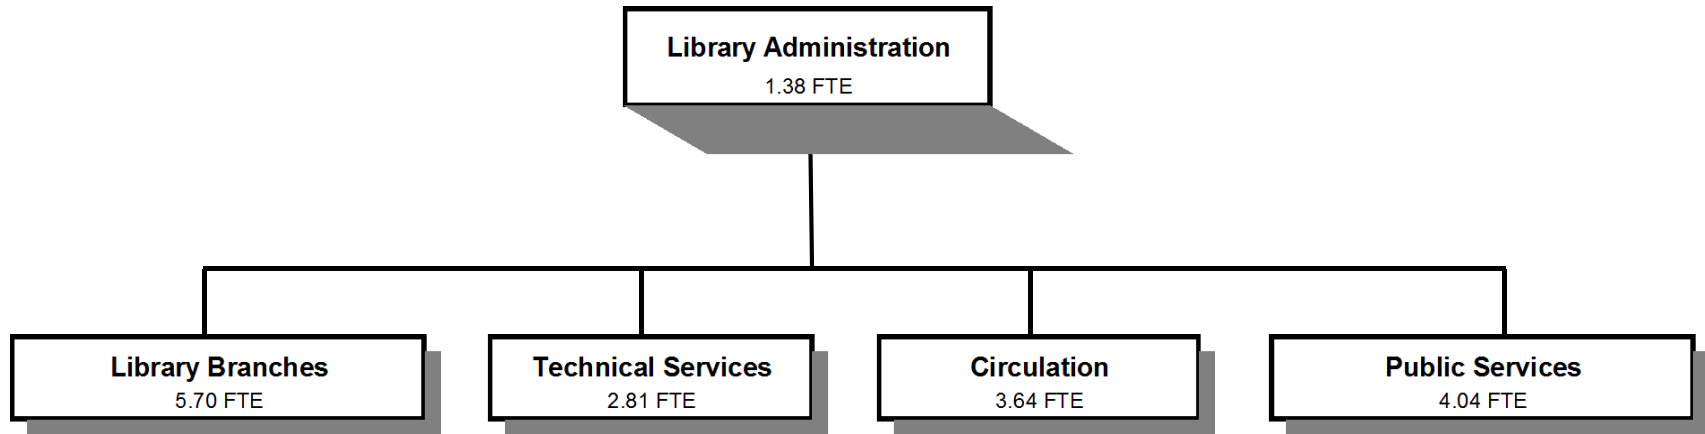 Library Administration
1.38 FTE
Library Branches
5.70 FTE
Technical Services
2.81 FTE
Circulation
3.64 FTE
Public Services
4.04 FTE